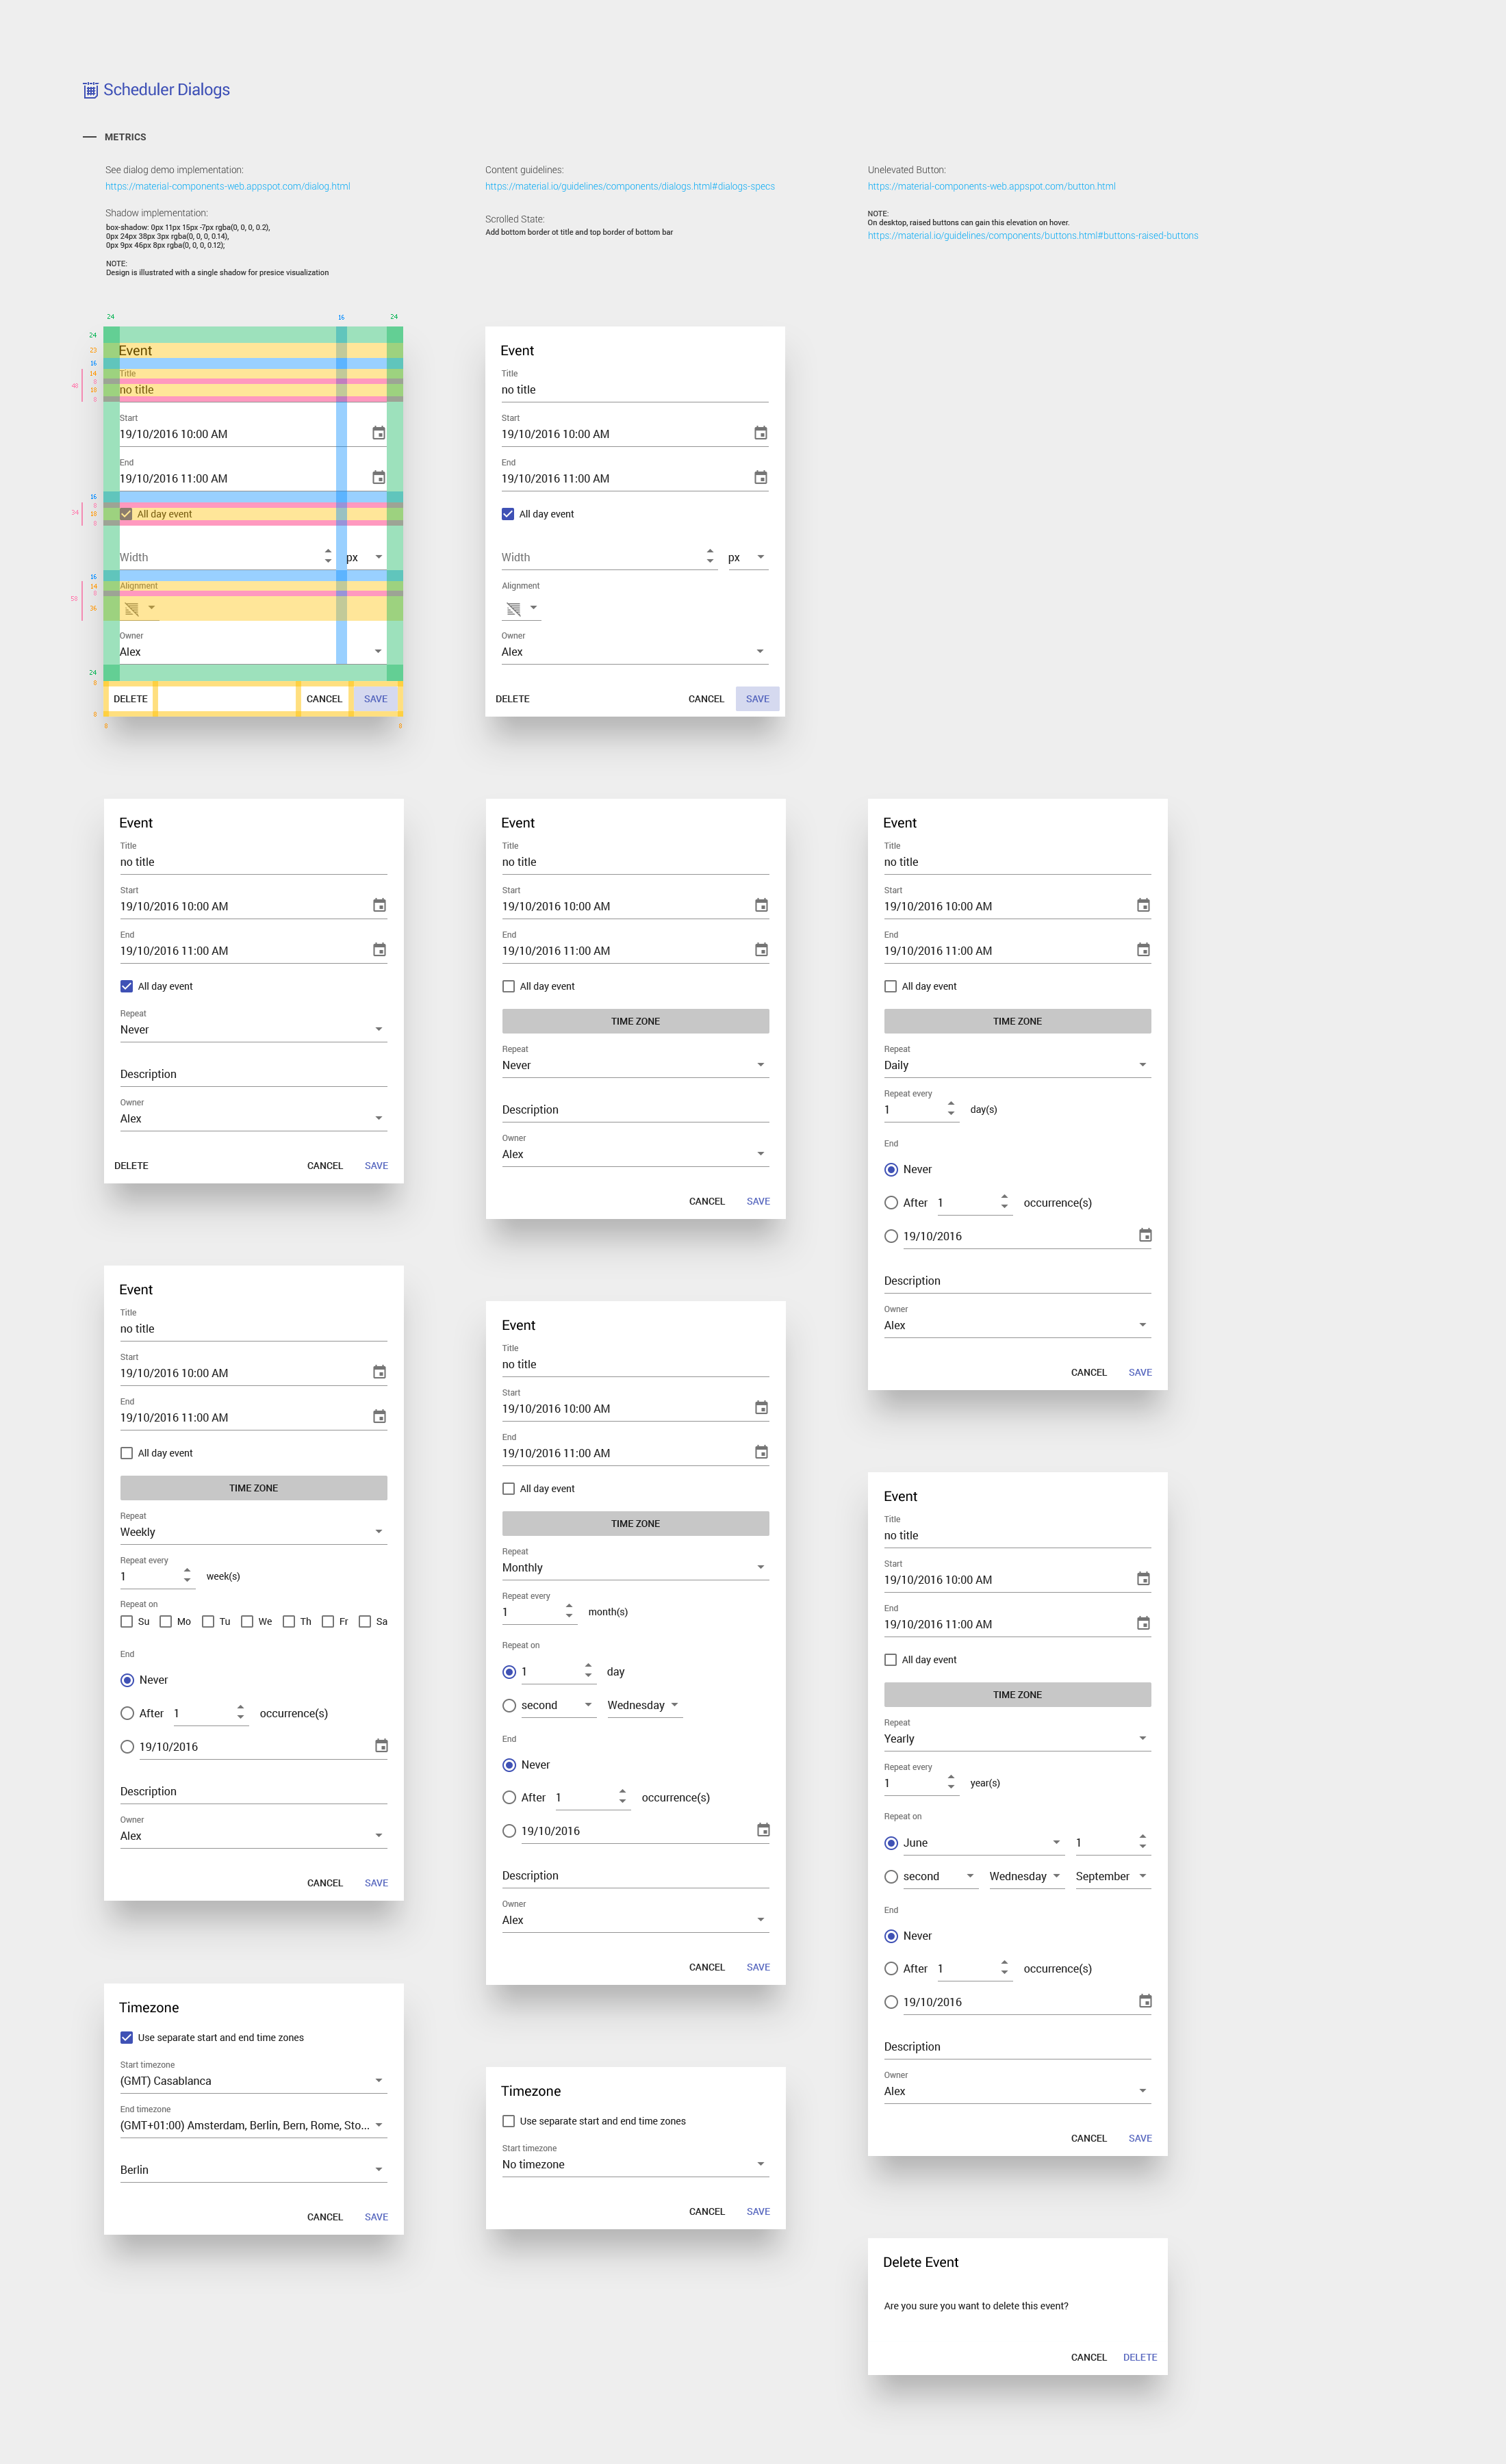 Scheduler Dialogs
METRICS
See dialog demo implementation:
https://material-components-web.appspot.com/dialog.html
Shadow implementation:
box-shadow: 0px 11px 15px -7px rgba(0, 0, 0, 0.2),
0px 24px 38px 3px rgba(0, 0, 0, 0.14),
0px 9px 46px 8px rgba(0, 0, 0, 0.12);
NOTE:
Design is illustrated with a single shadow for presice visualization
Content guidelines:
https://material.io/guidelines/components/dialogs.html#dialogs-specs
Scrolled State:
Add bottom border ot title and top border of bottom bar
Unelevated Button:
https://material-components-web.appspot.com/button.html
NOTE:
On desktop, raised buttons can gain this elevation on hover.
https://material.io/guidelines/components/buttons.html#buttons-raised-buttons
24 16 24
24
23 Event
16
14 Title
8
48
18 no title
8
Start
19/10/2016 10:00 AM
End
19/10/2016 11:00 AM
16
8
34 18 All day event
8
Width px
16
14 Alignment
8
58
36
Owner
Alex
24
8
DELETE CANCEL SAVE
8
8 8
Event
Title
no title
Start
19/10/2016 10:00 AM
End
19/10/2016 11:00 AM
All day event
Width px
Alignment
Owner
Alex
DELETE CANCEL SAVE
Event
Title
no title
Start
19/10/2016 10:00 AM
End
19/10/2016 11:00 AM
All day event
Repeat
Never
Description
Owner
Alex
DELETE CANCEL SAVE
Event
Title
no title
Start
19/10/2016 10:00 AM
End
19/10/2016 11:00 AM
All day event
TIME ZONE
Repeat
Never
Description
Owner
Alex
CANCEL SAVE
Event
Title
no title
Start
19/10/2016 10:00 AM
End
19/10/2016 11:00 AM
All day event
TIME ZONE
Repeat
Daily
Repeat every
1 day(s)
End
Never
After 1 occurrence(s)
19/10/2016
Description
Owner
Alex
CANCEL SAVE
Event
Title
no title
Start
19/10/2016 10:00 AM
End
19/10/2016 11:00 AM
All day event
TIME ZONE
Repeat
Weekly
Repeat every
1 week(s)
Repeat on
Su Mo Tu We Th Fr Sa
End
Never
After 1 occurrence(s)
19/10/2016
Description
Owner
Alex
CANCEL SAVE
Event
Title
no title
Start
19/10/2016 10:00 AM
End
19/10/2016 11:00 AM
All day event
TIME ZONE
Repeat
Monthly
Repeat every
1 month(s)
Repeat on
1 day
second Wednesday
End
Never
After 1 occurrence(s)
19/10/2016
Description
Owner
Alex
CANCEL SAVE
Event
Title
no title
Start
19/10/2016 10:00 AM
End
19/10/2016 11:00 AM
All day event
TIME ZONE
Repeat
Yearly
Repeat every
1 year(s)
Repeat on
June 1
second Wednesday September
End
Never
After 1 occurrence(s)
19/10/2016
Description
Owner
Alex
CANCEL SAVE
Timezone
Use separate start and end time zones
Start timezone
(GMT) Casablanca
End timezone
(GMT+01:00) Amsterdam, Berlin, Bern, Rome, Sto...
Berlin
CANCEL SAVE
Timezone
Use separate start and end time zones
Start timezone
No timezone
CANCEL SAVE
Delete Event
Are you sure you want to delete this event?
CANCEL DELETE